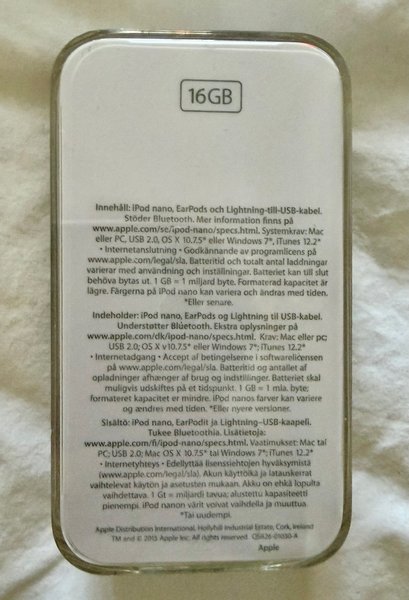 16GB
Innehåll: iPod nano, EarPods och Lightning-till-USB-kabel.
Stöder Bluetooth. Mer information finns på
www.apple.com/se/ipod-nano/specs.html. Systemkrav: Mac
eller PC, USB 2.0, OS X 10.7.5* eller Windows 7*, iTunes 12.2*
• Internetanslutning • Godkännande av programlicens på
www.apple.com/legal/sla. Batteritid och totalt antal laddningar
varierar med användning och inställningar. Batteriet kan till slut
behöva bytas ut. 1 GB = 1 miljard byte. Formaterad kapacitet är
lägre. Färgerna på iPod nano kan variera och ändras med tiden.
*Eller senare.
Indeholder: iPod nano, EarPods og Lightning til USB-kabel.
Understøtter Bluetooth. Ekstra oplysninger på
www.apple.com/dk/ipod-nano/specs.html. Krav: Mac eller pc;
USB 2.0; OS X v10.7.5* eller Windows 7*; iTunes 12.2*
• Internetadgang • Accept af betingelserne i softwarelicensen
på www.apple.com/legal/sla. Batteritid og antallet af
opladninger afhænger af brug og indstillinger. Batteriet skal
muligvis udskiftes på et tidspunkt. 1 GB = 1 mia. byte;
formateret kapacitet er mindre. iPod nanos farver kan variere
og ændres med tiden. *Eller nyere versioner.
Sisältö: iPod nano, EarPodit ja Lightning–USB-kaapeli.
Tukee Bluetoothia. Lisätietoja:
www.apple.com/fi/ipod-nano/specs.html. Vaatimukset: Mac tai
PC; USB 2.0; Mac OS X 10.7.5* tai Windows 7*; iTunes 12.2*
• Internetyhteys • Edellyttää lisenssiehtojen hyväksymistä
(www.apple.com/legal/sla). Akun käyttöikä ja latauskerrat
vaihtelevat käytön ja asetusten mukaan. Akku on ehkä lopulta
vaihdettava. 1 Gt = miljardi tavua; alustettu kapasiteetti
pienempi. iPod nanon värit voivat vaihdella ja muuttua.
*Tai uudempi.
Apple Distribution International, Hollyhill Industrial Estate, Cork, Ireland
TM and © 2015 Apple Inc. All rights reserved.
Apple